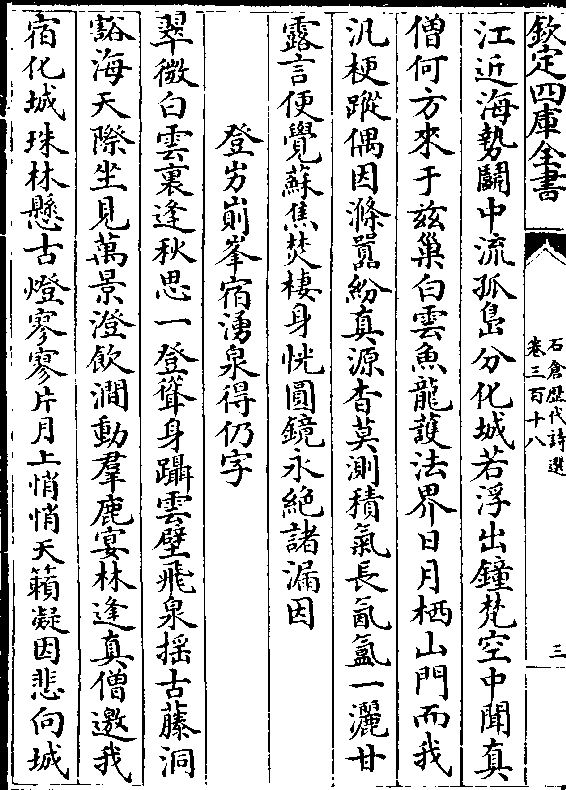 欽定四庫全書
石倉歷代詩選
卷三百十八
三
江近海勢鬭中流孤島分化城若浮出鐘梵空中聞真
僧何方來于兹巢白雲魚龍護法界日月栖山門而我
汎梗蹤偶因滌囂紛真源杳莫測積氣長氤氲一灑甘
露言便覺蘇焦焚棲身恍圓鏡永絶諸漏因
登屴崱峯宿湧泉得仍字
翠微白雲裏逢秋思一登聳身躡雲壁飛泉揺古藤洞
豁海天際坐見萬景澄飲澗動羣鹿宴林逢真僧邀我
宿化城珠林懸古燈寥寥片月上悄悄天籟凝因悲向城